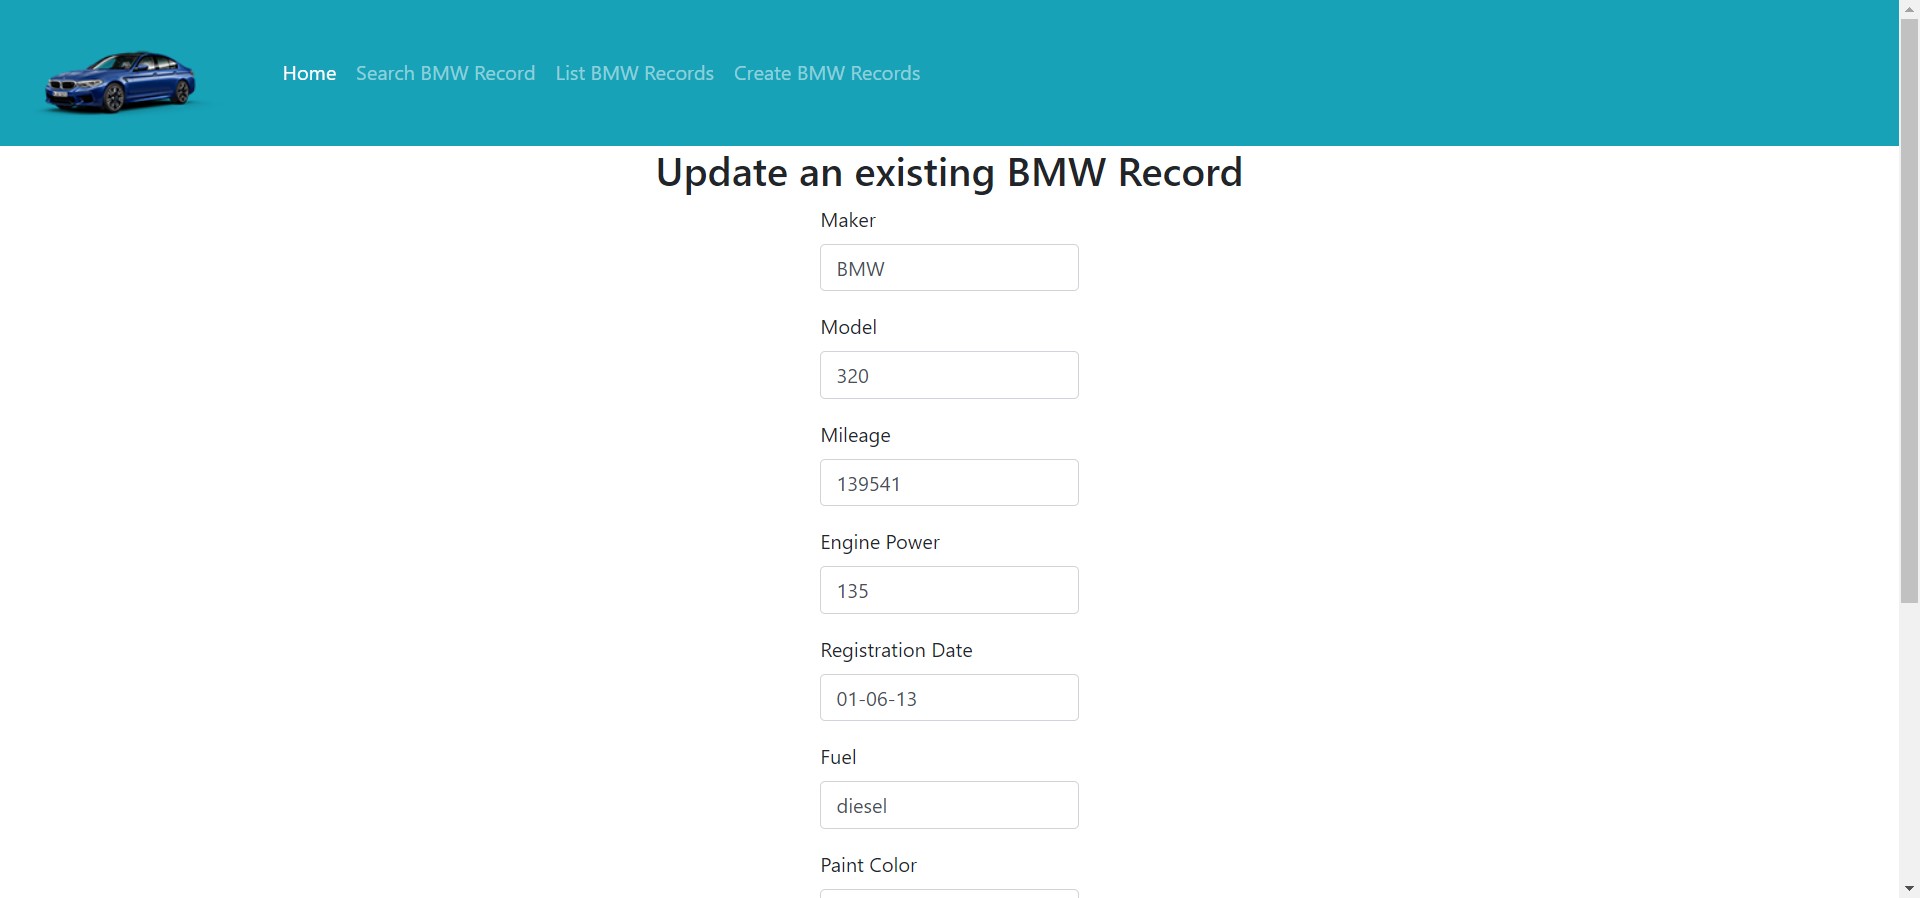 Home Search BMW Record List BMW Records Create BMW Records
Update an existing BMW Record
Maker
BMW
Model
320
Mileage
139541
Engine Power
135
Registration Date
01-06-13
Fuel
diesel
Paint Color